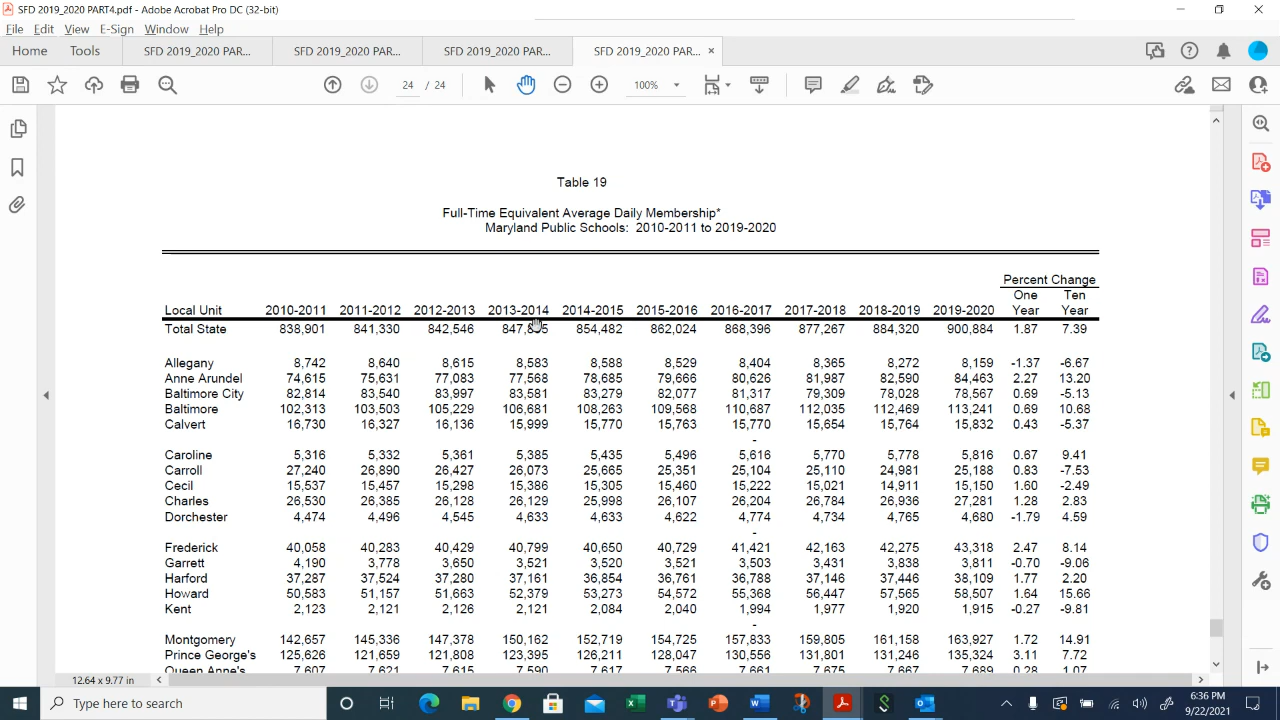 SFD 2019_2020 PART4.pdf - Adobe Acrobat Pro DC (32-bit)
File Edit View E-Sign Window Help
Home Tools SFD 2019_2020 PAR... SFD 2019_2020 PAR... SFD 2019_2020 PAR... SFD 2019_2020 PAR... ×
24 / 24 100%
Table 19
Full-Time Equivalent Average Daily Membership*
Maryland Public Schools: 2010-2011 to 2019-2020
Percent Change
One Ten
Local Unit 2010-2011 2011-2012 2012-2013 2013-2014 2014-2015 2015-2016 2016-2017 2017-2018 2018-2019 2019-2020 Year Year
Total State 838,901 841,330 842,546 854,482 862,024 868,396 877,267 884,320 900,884 1.87 7.39
Allegany 8,742 8,640 8,615 8,583 8,588 8,529 8,404 8,365 8,272 8,159 -1.37 -6.67
Anne Arundel 74,615 75,631 77,083 77,568 78,685 79,666 80,626 81,987 82,590 84,463 2.27 13.20
Baltimore City 82,814 83,540 83,997 83,581 83,279 82,077 81,317 79,309 78,028 78,567 0.69 -5.13
Baltimore 102,313 103,503 105,229 106,681 108,263 109,568 110,687 112,035 112,469 113,241 0.69 10.68
Calvert 16,730 16,327 16,136 15,999 15,770 15,763 15,770 15,654 15,764 15,832 0.43 -5.37
-
Caroline 5,316 5,332 5,361 5,385 5,435 5,496 5,616 5,770 5,778 5,816 0.67 9.41
Carroll 27,240 26,890 26,427 26,073 25,665 25,351 25,104 25,110 24,981 25,188 0.83 -7.53
Cecil 15,537 15,457 15,298 15,386 15,305 15,460 15,222 15,021 14,911 15,150 1.60 -2.49
Charles 26,530 26,385 26,128 26,129 25,998 26,107 26,204 26,784 26,936 27,281 1.28 2.83
Dorchester 4,474 4,496 4,545 4,633 4,633 4,622 4,774 4,734 4,765 4,680 -1.79 4.59
-
Frederick 40,058 40,283 40,429 40,799 40,650 40,729 41,421 42,163 42,275 43,318 2.47 8.14
Garrett 4,190 3,778 3,650 3,521 3,520 3,521 3,503 3,431 3,838 3,811 -0.70 -9.06
Harford 37,287 37,524 37,280 37,161 36,854 36,761 36,788 37,146 37,446 38,109 1.77 2.20
Howard 50,583 51,157 51,663 52,379 53,273 54,572 55,368 56,447 57,565 58,507 1.64 15.66
Kent 2,123 2,121 2,126 2,121 2,084 2,040 1,994 1,977 1,920 1,915 -0.27 -9.81
-
Montgomery 142,657 145,336 147,378 150,162 152,719 154,725 157,833 159,805 161,158 163,927 1.72 14.91
Prince George's 125,626 121,659 121,808 123,395 126,211 128,047 130,556 131,801 131,246 135,324 3.11 7.72
Queen Anne's 7,607 7,621 7,615 7,590 7,617 7,566 7,661 7,675 7,667 7,689 0.28 1.07
12.64 x 9.77 in
Type here to search
6:36 PM
9/22/2021